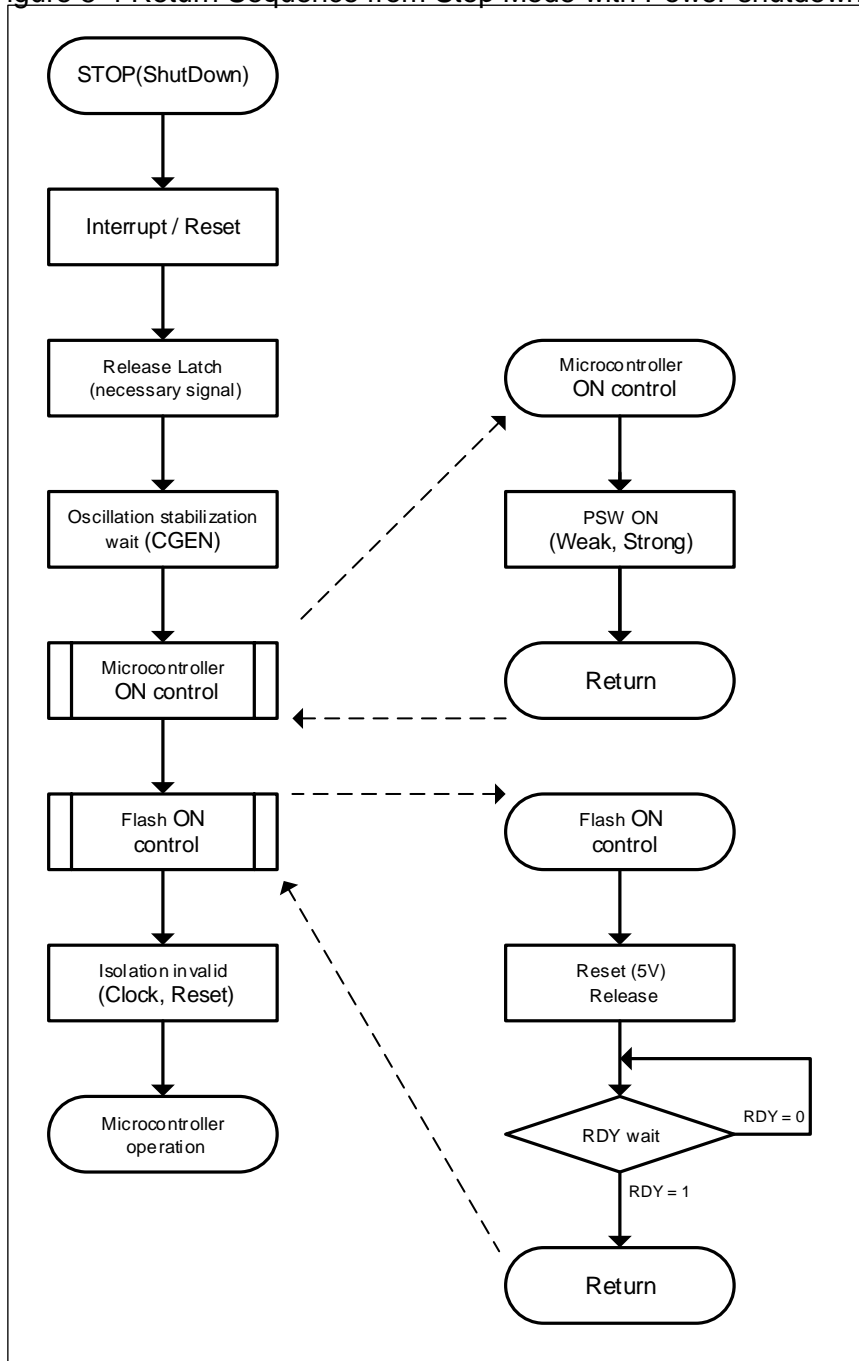 igure 3-4 Return Sequence from Stop Mode with Power-shutdown
STOP(ShutDown)
Interrupt / Reset
Release Latch
(necessary signal)
Oscillation stabilization
wait (CGEN)
Microcontroller
ON control
Flash ON
control
Isolation invalid
(Clock, Reset)
Microcontroller
operation
Microcontroller
ON control
PSW ON
(Weak, Strong)
Return
Flash ON
control
Reset (5V)
Release
RDY wait
RDY = 0
RDY = 1
Return